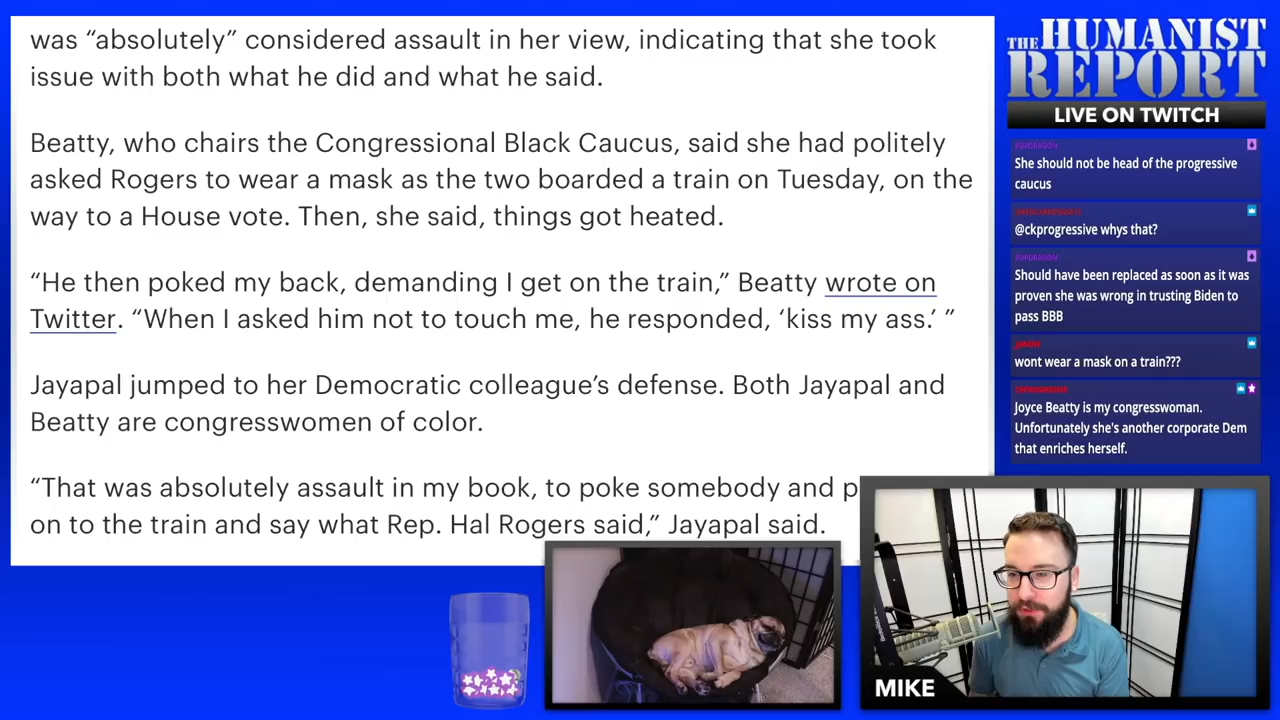 was “absolutely” considered assault in her view, indicating that she took
issue with both what he did and what he said.
Beatty, who chairs the Congressional Black Caucus, said she had politely
asked Rogers to wear a mask as the two boarded a train on Tuesday, on the
way to a House vote. Then, she said, things got heated.
“He then poked my back, demanding I get on the train,” Beatty wrote on
Twitter. “When I asked him not to touch me, he responded, ‘kiss my ass.’ ”
Jayapal jumped to her Democratic colleague’s defense. Both Jayapal and
Beatty are congresswomen of color.
“That was absolutely assault in my book, to poke somebody and p
on to the train and say what Rep. Hal Rogers said,” Jayapal said.
THE HUMANIST
REPORT
LIVE ON TWITCH
She should not be head of the progressive
caucus
@ckprogressive whys that?
Should have been replaced as soon as it was
proven she was wrong in trusting Biden to
pass BBB
wont wear a mask on a train???
CKPROGRESSIVE
Joyce Beatty is my congresswoman.
Unfortunately she's another corporate Dem
that enriches herself.
MIKE